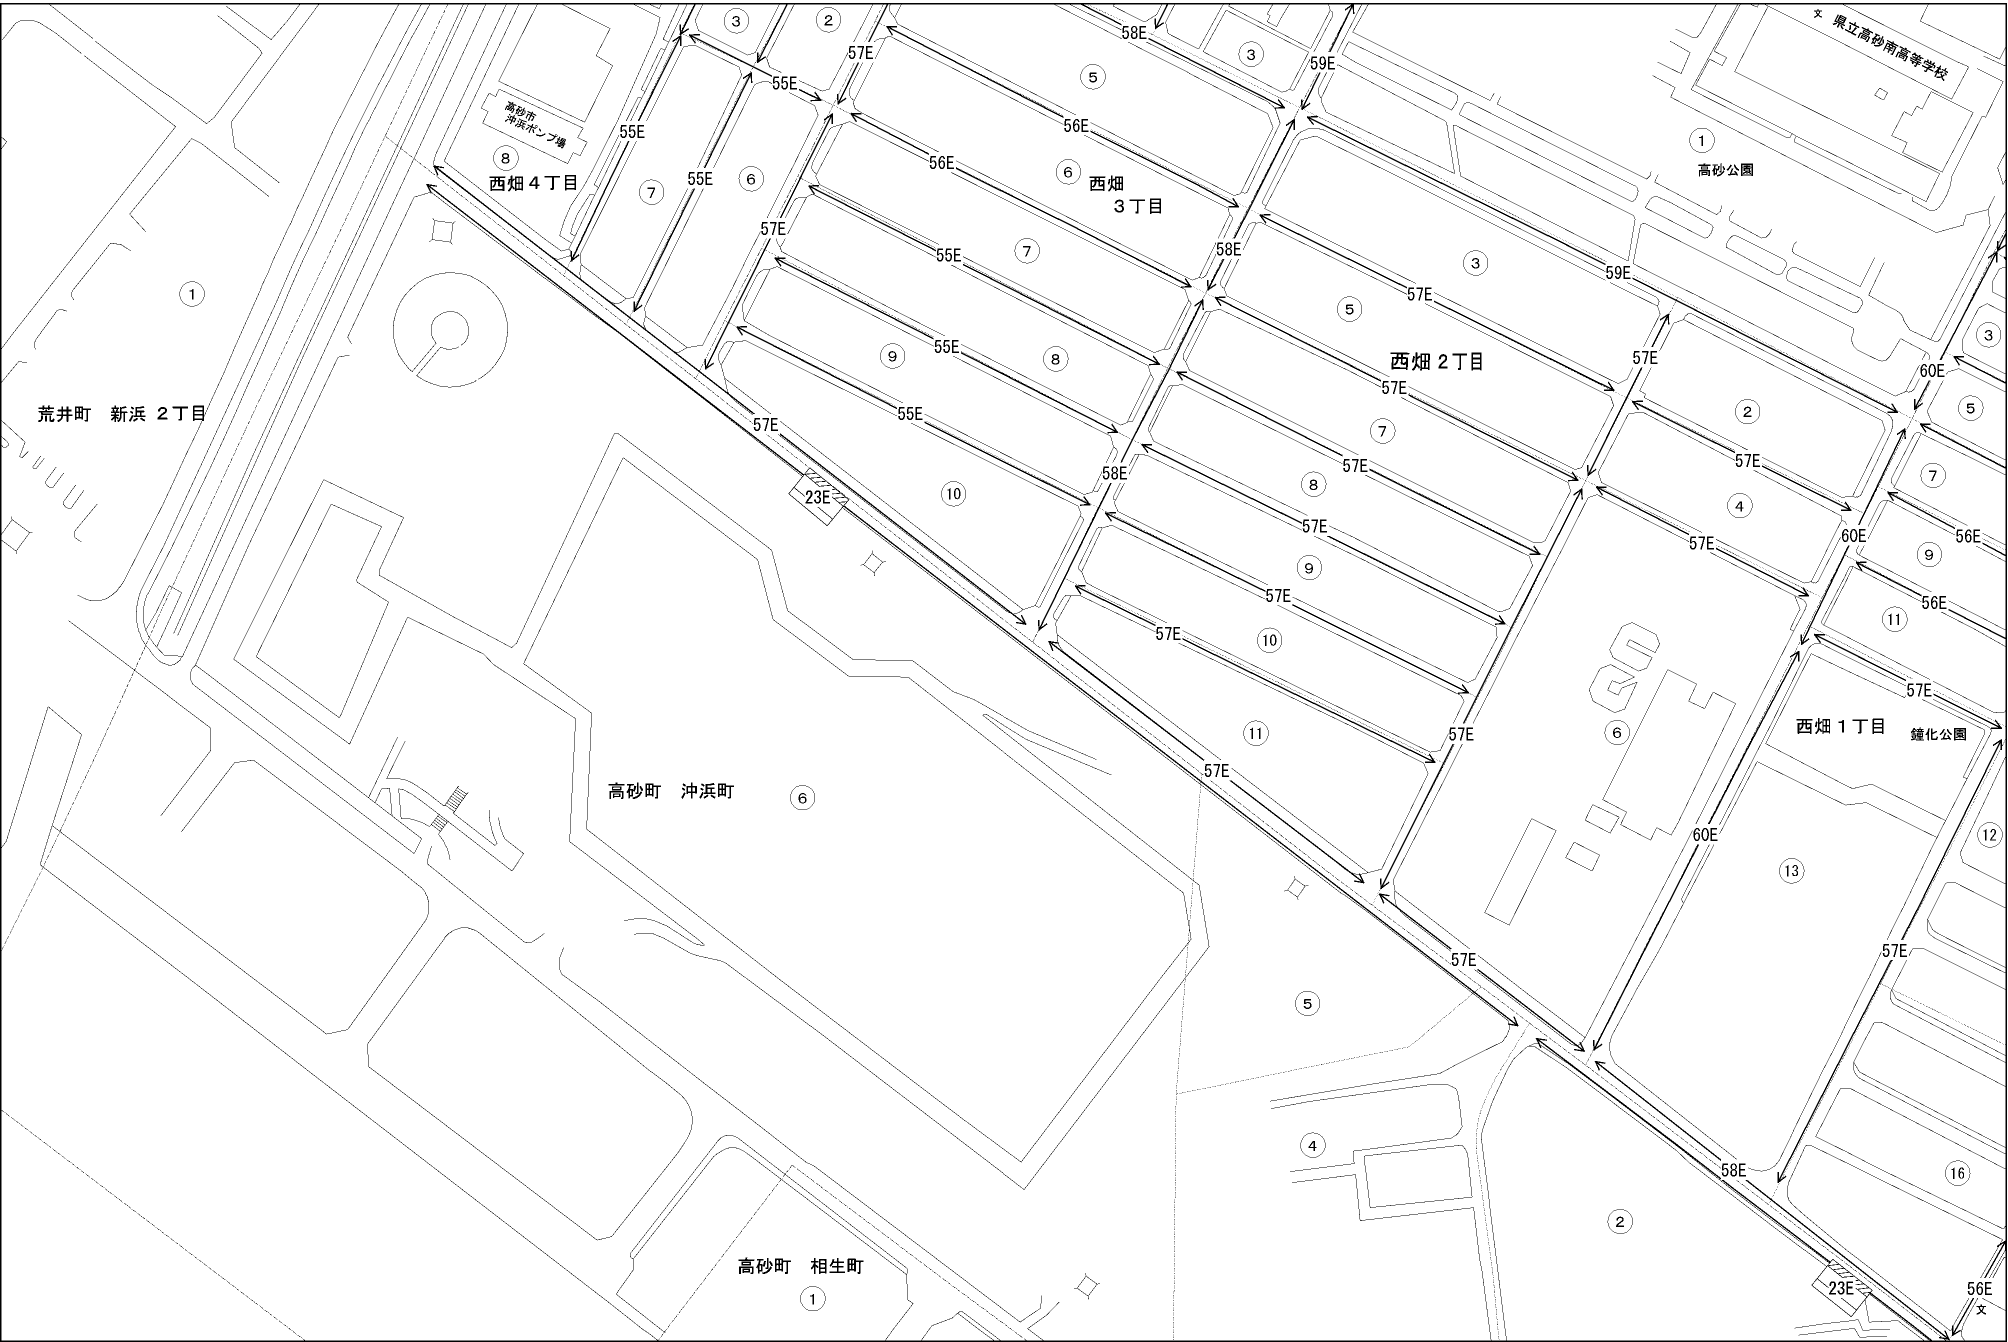 ③
②
57E
58E
59E
③
文 県立高砂南高等学校
⑤
55E
高砂市
沖浜ポンプ場
55E
56E
①
高砂公園
⑧
西畑４丁目
⑦
55E
⑥
56E
⑥
西畑
３丁目
57E
⑦
55E
58E
③
59E
①
57E
⑤
③
55E
⑨
⑧
57E
60E
西畑２丁目
荒井町 新浜 ２丁目
57E
55E
57E
②
⑤
⑦
57E
57E
⑦
58E
⑧
23E
⑩
④
57E
57E
60E
56E
⑨
⑨
57E
56E
⑪
57E
⑩
57E
57E
⑪
57E
⑥
西畑１丁目
鐘化公園
57E
高砂町 沖浜町
⑥
60E
⑫
⑬
57E
57E
⑤
④
58E
⑯
②
高砂町 相生町
①
23E
56E
文